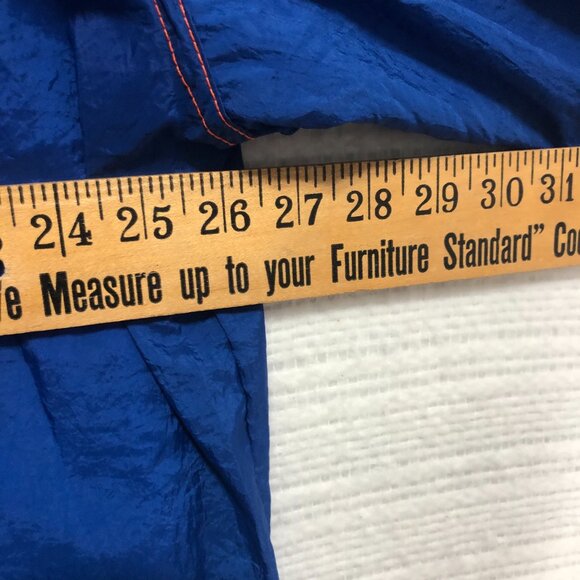 24 25 26 27 28 29 30 31
Measure up to your Furniture Standard"